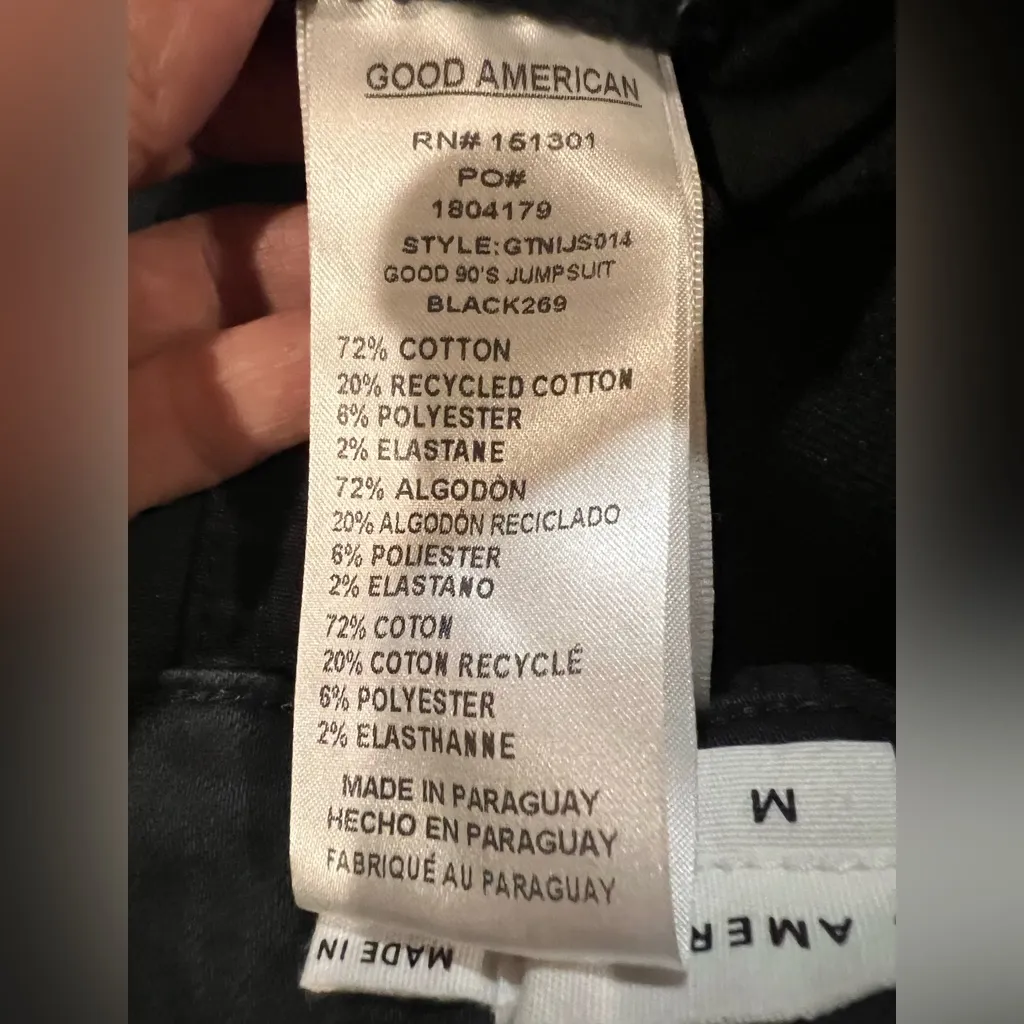 GOOD AMERICAN
RN# 151301
PO#
1804179
STYLE:GTNIJS014
GOOD 90'S JUMPSUIT
BLACK269
72% COTTON
20% RECYCLED COTTON
6% POLYESTER
2% ELASTANE
72% ALGODÓN
20% ALGODÓN RECICLADO
6% POLIESTER
2% ELASTANO
72% COTON
20% COTON RECYCLÉ
6% POLYESTER
2% ELASTHANNE
MADE IN PARAGUAY
HECHO EN PARAGUAY
FABRIQUÉ AU PARAGUAY
M
AMER
MADE IN